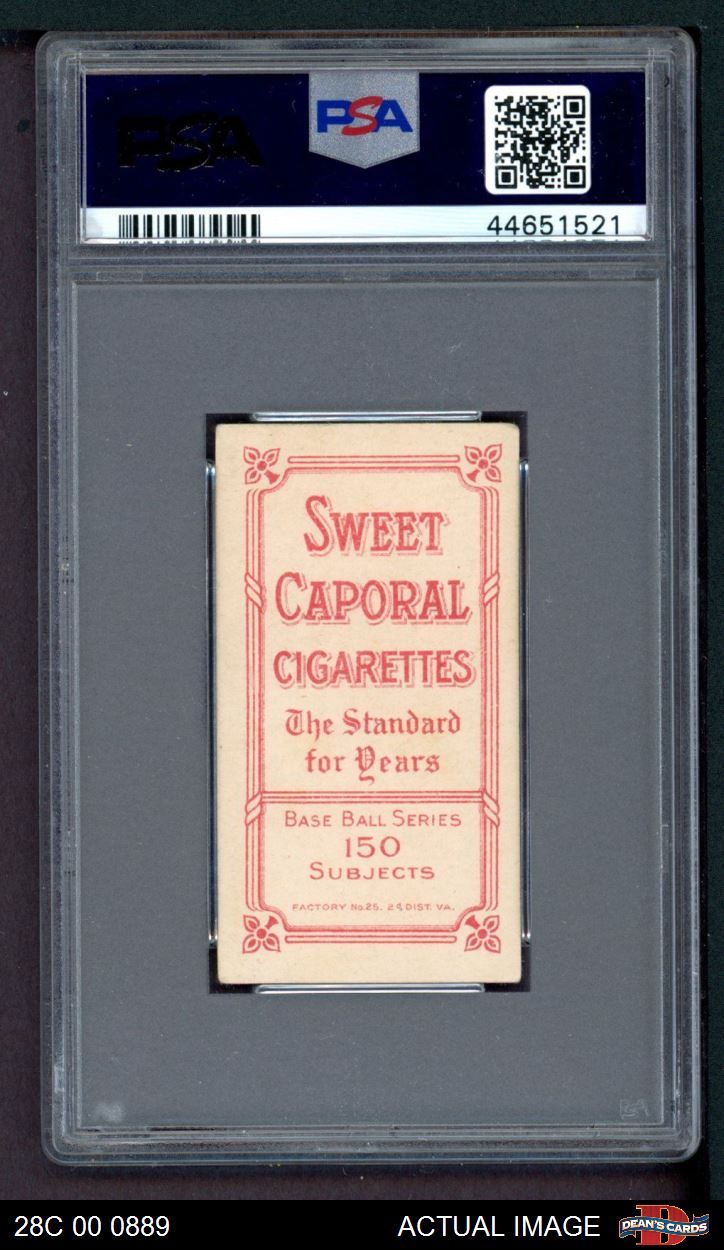 PSA
PSA
44651521
SWEET
CAPORAL
CIGARETTES
The Standard
for Years
BASE BALL SERIES
150
SUBJECTS
FACTORY No. 25. 2d DIST. VA.
28C 00 0889 ACTUAL IMAGE DEAN'S CARDS